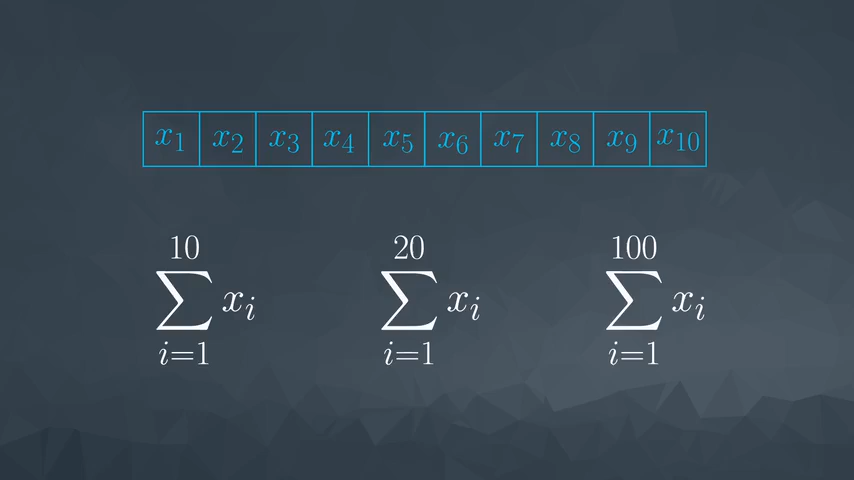 x₁ x₂ x₃ x₄ x₅ x₆ x₇ x₈ x₉ x₁₀
10 20 100
∑ xᵢ ∑ xᵢ ∑ xᵢ
i=1 i=1 i=1